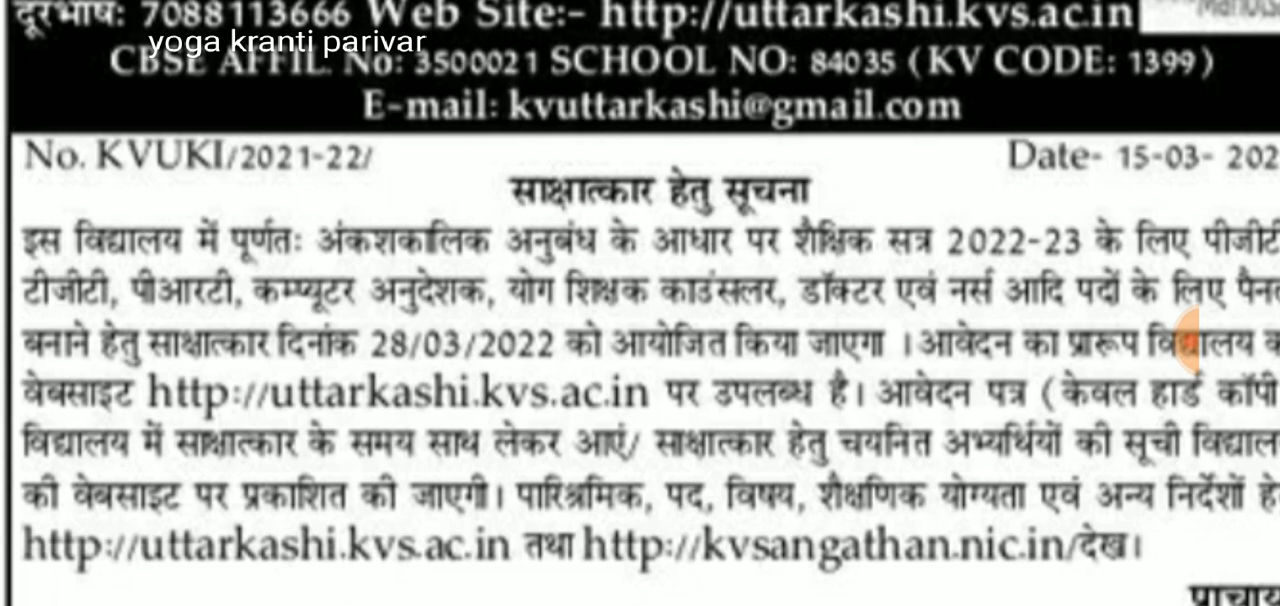 दूरभाष: 7088113666 Web Site:- http://uttarkashi.kvs.ac.in
yoga kranti parivar
CBSE AFFIL. No: 3500021 SCHOOL NO: 84035 (KV CODE: 1399)
E-mail: kvuttarkashi@gmail.com
No. KVUKI/2021-22/ Date- 15-03- 202
साक्षात्कार हेतु सूचना
इस विद्यालय में पूर्णतः अंकशकालिक अनुबंध के आधार पर शैक्षिक सत्र 2022-23 के लिए पीजीटी
टीजीटी, पीआरटी, कम्प्यूटर अनुदेशक, योग शिक्षक काउंसलर, डॉक्टर एवं नर्स आदि पदों के लिए
बनाने हेतु साक्षात्कार दिनांक 28/03/2022 को आयोजित किया जाएगा । आवेदन का प्रारूप विद्यालय
वेबसाइट http://uttarkashi.kvs.ac.in पर उपलब्ध है। आवेदन पत्र (केवल हार्ड कॉपी
विद्यालय में साक्षात्कार के समय साथ लेकर आएं/ साक्षात्कार हेतु चयनित अभ्यर्थियों की सूची
की वेबसाइट पर प्रकाशित की जाएगी। पारिश्रमिक, पद, विषय, शैक्षणिक योग्यता एवं अन्य निर्देशों
http://uttarkashi.kvs.ac.in तथा http://kvsangathan.nic.in/देख।